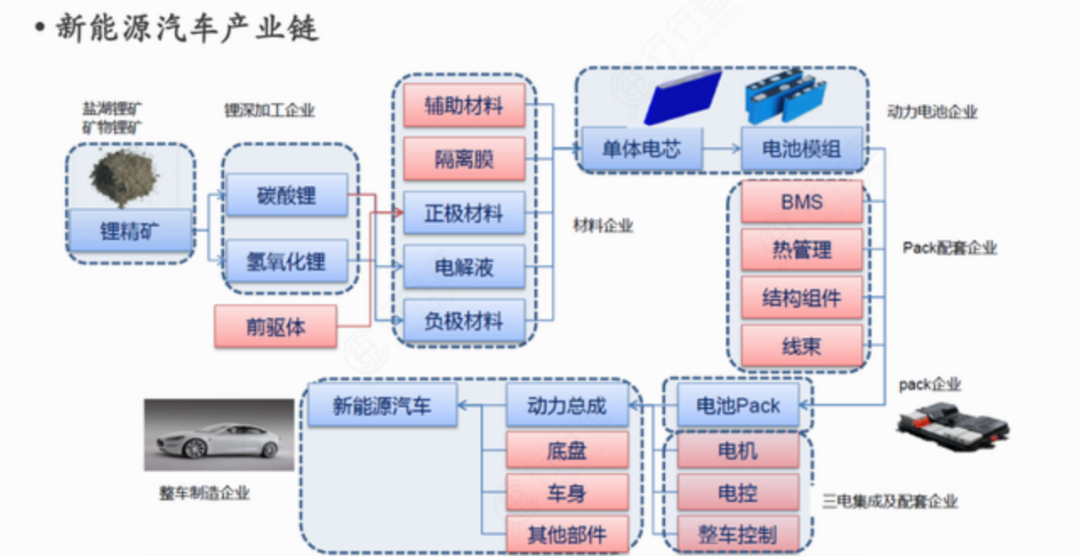 • 新能源汽车产业链
盐湖锂矿
矿物锂矿
锂精矿
锂深加工企业
碳酸锂
氢氧化锂
前驱体
辅助材料
隔离膜
正极材料
电解液
负极材料
材料企业
单体电芯
电池模组
动力电池企业
BMS
热管理
结构组件
线束
Pack配套企业
pack企业
电池Pack
电机
电控
整车控制
三电集成及配套企业
动力总成
底盘
车身
其他部件
新能源汽车
整车制造企业